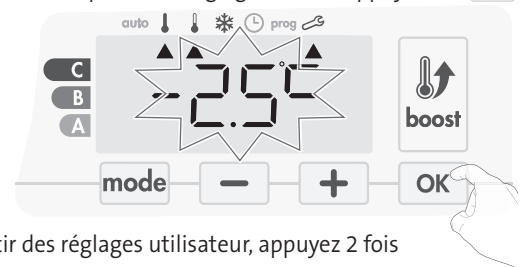 auto prog
-2.5°C
C
B
A
boost
mode - + OK
tir des réglages utilisateur, appuyez 2 fois